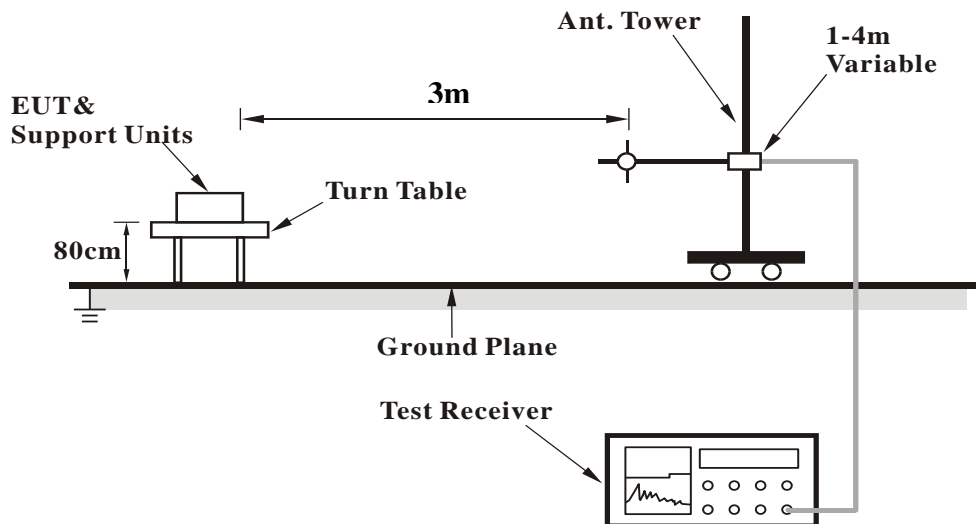 Ant. Tower
1-4m
Variable
3m
EUT&
Support Units
Turn Table
80cm
Ground Plane
Test Receiver